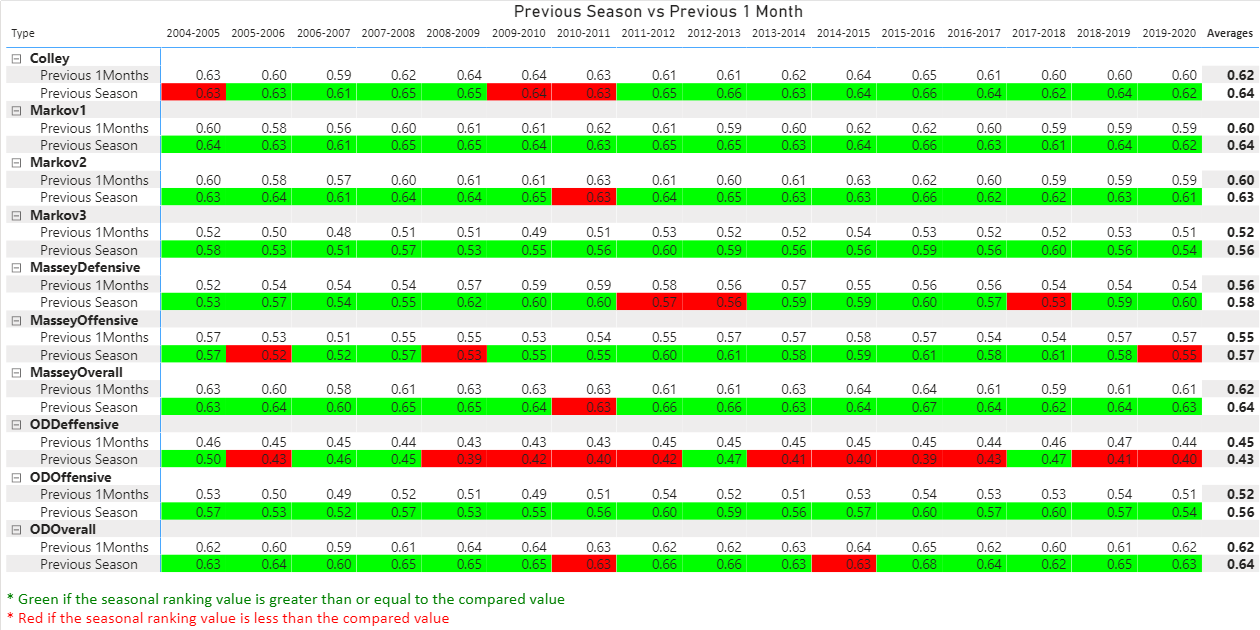 Previous Season vs Previous 1 Month
Type 2004-2005 2005-2006 2006-2007 2007-2008 2008-2009 2009-2010 2010-2011 2011-2012 2012-2013 2013-2014 2014-2015 2015-2016 2016-2017 2017-2018 2018-2019 2019-2020 Averages
Colley
Previous 1Months 0.63 0.60 0.59 0.62 0.64 0.64 0.63 0.61 0.61 0.62 0.64 0.65 0.61 0.60 0.60 0.60 0.62
Previous Season 0.63 0.63 0.61 0.65 0.65 0.64 0.63 0.65 0.66 0.63 0.64 0.66 0.64 0.62 0.64 0.62 0.64
Markov1
Previous 1Months 0.60 0.58 0.56 0.60 0.61 0.61 0.62 0.61 0.59 0.60 0.62 0.62 0.60 0.59 0.59 0.59 0.60
Previous Season 0.64 0.63 0.61 0.65 0.65 0.64 0.63 0.65 0.65 0.63 0.64 0.66 0.63 0.61 0.64 0.62 0.64
Markov2
Previous 1Months 0.60 0.58 0.57 0.60 0.61 0.61 0.63 0.61 0.60 0.61 0.63 0.62 0.60 0.59 0.59 0.59 0.60
Previous Season 0.63 0.64 0.61 0.64 0.64 0.65 0.63 0.64 0.65 0.63 0.63 0.66 0.62 0.62 0.63 0.61 0.63
Markov3
Previous 1Months 0.52 0.50 0.48 0.51 0.51 0.49 0.51 0.53 0.52 0.52 0.54 0.53 0.52 0.52 0.53 0.51 0.52
Previous Season 0.58 0.53 0.51 0.57 0.53 0.55 0.56 0.60 0.59 0.56 0.56 0.59 0.56 0.60 0.56 0.54 0.56
MasseyDefensive
Previous 1Months 0.52 0.54 0.54 0.54 0.57 0.59 0.59 0.58 0.56 0.57 0.55 0.56 0.56 0.54 0.54 0.54 0.56
Previous Season 0.53 0.57 0.54 0.55 0.62 0.60 0.60 0.57 0.56 0.59 0.59 0.60 0.57 0.53 0.59 0.60 0.58
MasseyOffensive
Previous 1Months 0.57 0.53 0.51 0.55 0.55 0.53 0.54 0.55 0.57 0.57 0.58 0.57 0.54 0.54 0.57 0.57 0.55
Previous Season 0.57 0.52 0.52 0.57 0.53 0.55 0.55 0.60 0.61 0.58 0.59 0.61 0.58 0.61 0.58 0.55 0.57
MasseyOverall
Previous 1Months 0.63 0.60 0.58 0.61 0.63 0.63 0.63 0.61 0.61 0.63 0.64 0.64 0.61 0.59 0.61 0.61 0.62
Previous Season 0.63 0.64 0.60 0.65 0.65 0.64 0.63 0.66 0.66 0.63 0.64 0.67 0.64 0.62 0.64 0.63 0.64
ODDeffensive
Previous 1Months 0.46 0.45 0.45 0.44 0.43 0.43 0.43 0.45 0.45 0.45 0.45 0.45 0.44 0.46 0.47 0.44 0.45
Previous Season 0.50 0.43 0.46 0.45 0.39 0.42 0.40 0.42 0.47 0.41 0.40 0.39 0.43 0.47 0.41 0.40 0.43
ODOffensive
Previous 1Months 0.53 0.50 0.49 0.52 0.51 0.49 0.51 0.54 0.52 0.51 0.53 0.54 0.53 0.53 0.54 0.51 0.52
Previous Season 0.57 0.53 0.52 0.57 0.53 0.55 0.56 0.60 0.59 0.56 0.57 0.60 0.57 0.60 0.57 0.54 0.56
ODOverall
Previous 1Months 0.62 0.60 0.59 0.61 0.64 0.64 0.63 0.62 0.62 0.63 0.64 0.65 0.62 0.60 0.61 0.62 0.62
Previous Season 0.63 0.64 0.60 0.65 0.65 0.65 0.63 0.66 0.66 0.63 0.63 0.68 0.64 0.62 0.65 0.63 0.64
* Green if the seasonal ranking value is greater than or equal to the compared value
* Red if the seasonal ranking value is less than the compared value